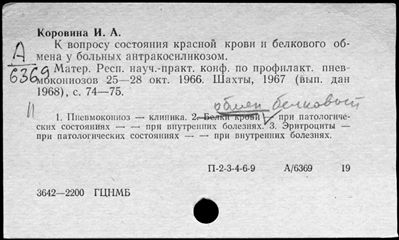 Коровина И. А.
К вопросу состояния красной крови и белкового об-
мена у больных антракосиликозом.
А
6369
Матер. Респ. науч.-практ. конф. по профилакт. пнев-
мокониозов 25—28 окт. 1966. Шахты, 1967 (вып. дан
1968), с. 74—75.
обмен белковый
11
1. Пневмокониоз — клиника. 2. Белки крови — при патологиче-
ских состояниях — — при внутренних болезнях. 3. Эритроциты —
при патологических состояниях — — при внутренних болезнях.
П-2-3-4-6-9 А/6369 19
3642—2200 ГЦНМБ